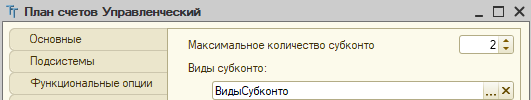 План счетов Управленческий
Основные
Подсистемы
Функциональные опции
Максимальное количество субконто 2
Виды субконто:
ВидыСубконто ...